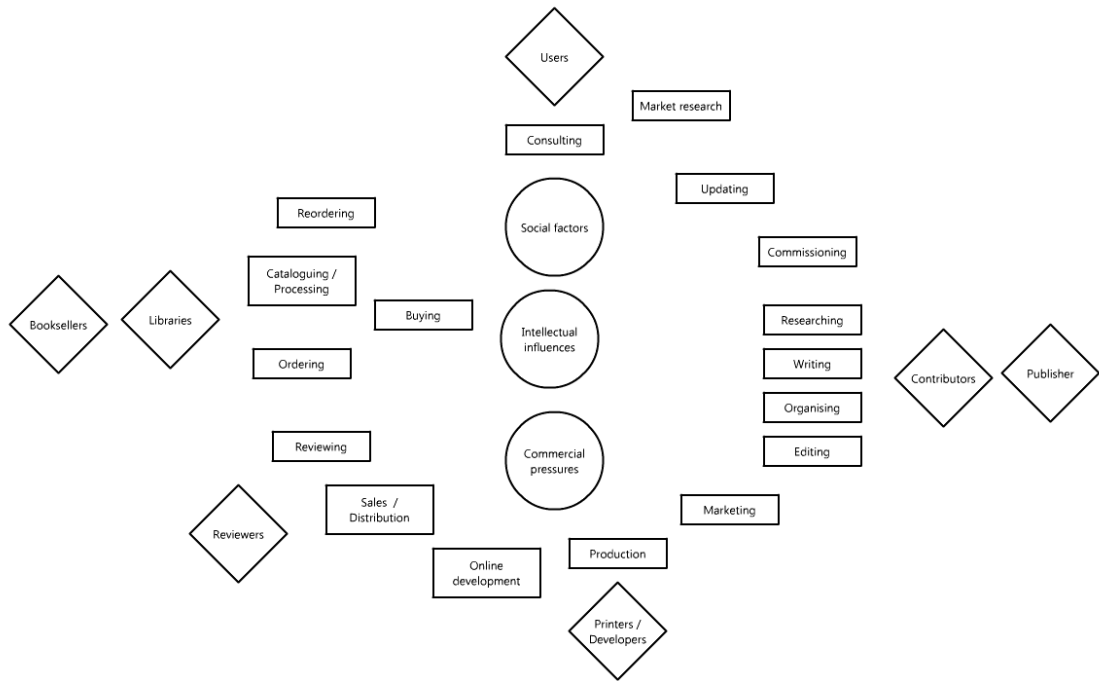 Users
Market research
Consulting
Updating
Reordering
Social factors
Commissioning
Cataloguing /
Processing
Booksellers
Libraries
Buying
Intellectual
influences
Researching
Ordering
Writing
Contributors
Publisher
Organising
Reviewing
Commercial
pressures
Editing
Sales  /
Distribution
Marketing
Reviewers
Online
development
Production
Printers /
Developers